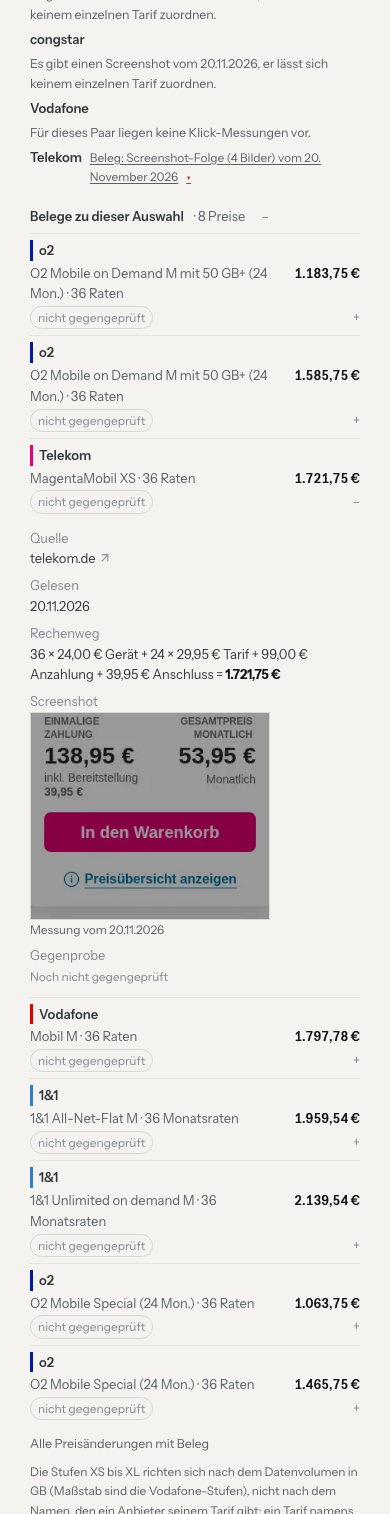 keinem einzelnen Tarif zuordnen.
congstar
Es gibt einen Screenshot vom 20.11.2026, er lässt sich
keinem einzelnen Tarif zuordnen.
Vodafone
Für dieses Paar liegen keine Klick-Messungen vor.
Telekom Beleg: Screenshot-Folge (4 Bilder) vom 20.
November 2026
Belege zu dieser Auswahl · 8 Preise –
o2
O2 Mobile on Demand M mit 50 GB+ (24 1.183,75 €
Mon.) · 36 Raten
nicht gegengeprüft +
o2
O2 Mobile on Demand M mit 50 GB+ (24 1.585,75 €
Mon.) · 36 Raten
nicht gegengeprüft +
Telekom
MagentaMobil XS · 36 Raten 1.721,75 €
nicht gegengeprüft –
Quelle
telekom.de ↗
Gelesen
20.11.2026
Rechenweg
36 × 24,00 € Gerät + 24 × 29,95 € Tarif + 99,00 €
Anzahlung + 39,95 € Anschluss = 1.721,75 €
Screenshot
EINMALIGE GESAMTPREIS
ZAHLUNG MONATLICH
138,95 € 53,95 €
inkl. Bereitstellung Monatlich
39,95 €
In den Warenkorb
Preisübersicht anzeigen
Messung vom 20.11.2026
Gegenprobe
Noch nicht gegengeprüft
Vodafone
Mobil M · 36 Raten 1.797,78 €
nicht gegengeprüft +
1&1
1&1 All-Net-Flat M · 36 Monatsraten 1.959,54 €
nicht gegengeprüft +
1&1
1&1 Unlimited on demand M · 36 2.139,54 €
Monatsraten
nicht gegengeprüft +
o2
O2 Mobile Special (24 Mon.) · 36 Raten 1.063,75 €
nicht gegengeprüft +
o2
O2 Mobile Special (24 Mon.) · 36 Raten 1.465,75 €
nicht gegengeprüft +
Alle Preisänderungen mit Beleg
Die Stufen XS bis XL richten sich nach dem Datenvolumen in
GB (Maßstab sind die Vodafone-Stufen), nicht nach dem
Namen, den ein Anbieter seinem Tarif gibt: ein Tarif namens